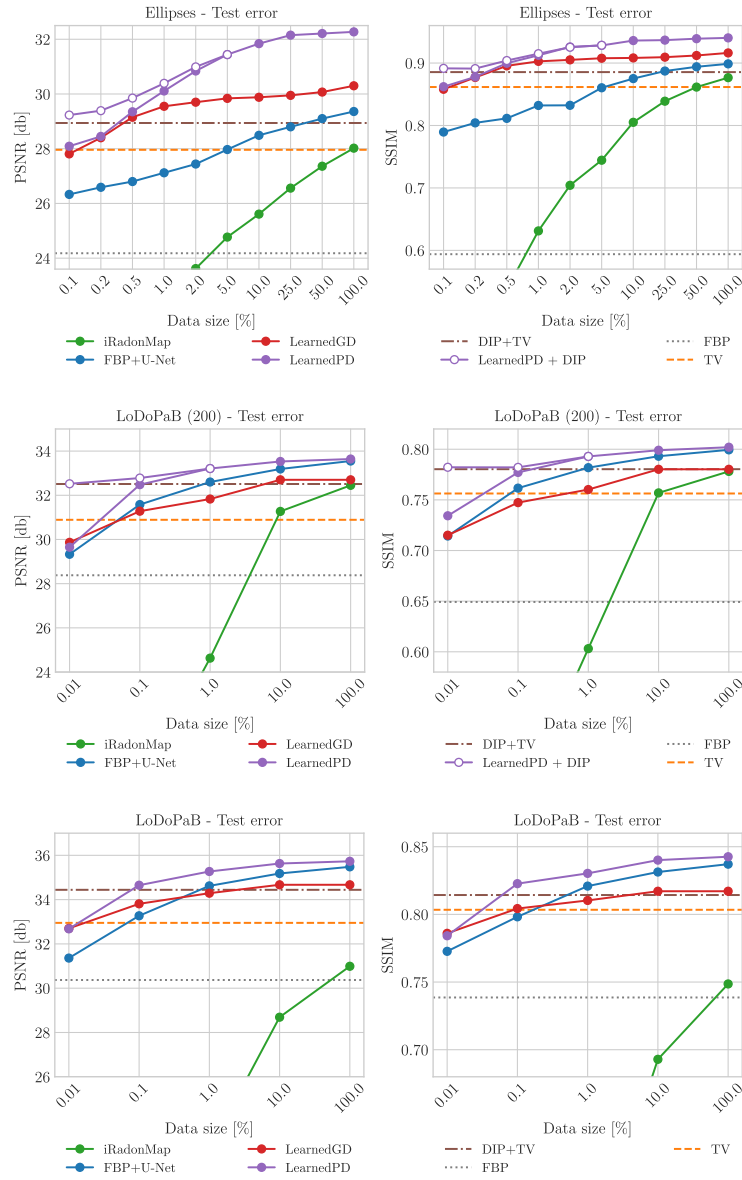 Ellipses - Test error
PSNR [db]
32
30
28
26
24
0.1 0.2 0.5 1.0 2.0 5.0 10.0 25.0 50.0 100.0
Data size [%]
iRadonMap LearnedGD
FBP+U-Net LearnedPD
Ellipses - Test error
SSIM
0.9
0.8
0.7
0.6
0.1 0.2 0.5 1.0 2.0 5.0 10.0 25.0 50.0 100.0
Data size [%]
DIP+TV FBP
LearnedPD + DIP TV
LoDoPaB (200) - Test error
PSNR [db]
34
32
30
28
26
24
0.01 0.1 1.0 10.0 100.0
Data size [%]
iRadonMap LearnedGD
FBP+U-Net LearnedPD
LoDoPaB (200) - Test error
SSIM
0.80
0.75
0.70
0.65
0.60
0.01 0.1 1.0 10.0 100.0
Data size [%]
DIP+TV FBP
LearnedPD + DIP TV
LoDoPaB - Test error
PSNR [db]
36
34
32
30
28
26
0.01 0.1 1.0 10.0 100.0
Data size [%]
iRadonMap LearnedGD
FBP+U-Net LearnedPD
LoDoPaB - Test error
SSIM
0.85
0.80
0.75
0.70
0.01 0.1 1.0 10.0 100.0
Data size [%]
DIP+TV TV
FBP